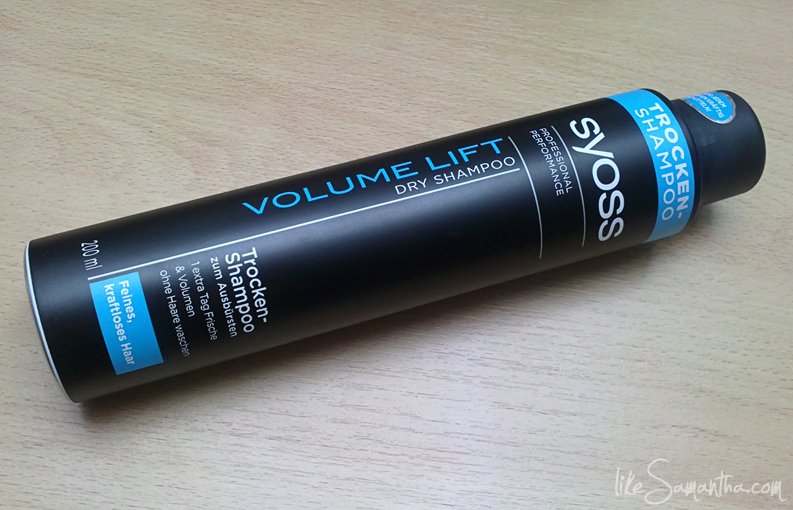 TROCKEN-
SHAMPOO
syoss
PROFESSIONAL
PERFORMANCE
VOLUME LIFT
DRY SHAMPOO
Trocken-
Shampoo
zum Ausbürsten
1 extra Tag Frische
& Volumen
ohne Haare waschen
Feines,
kraftloses Haar
200 ml
likeSamantha.com